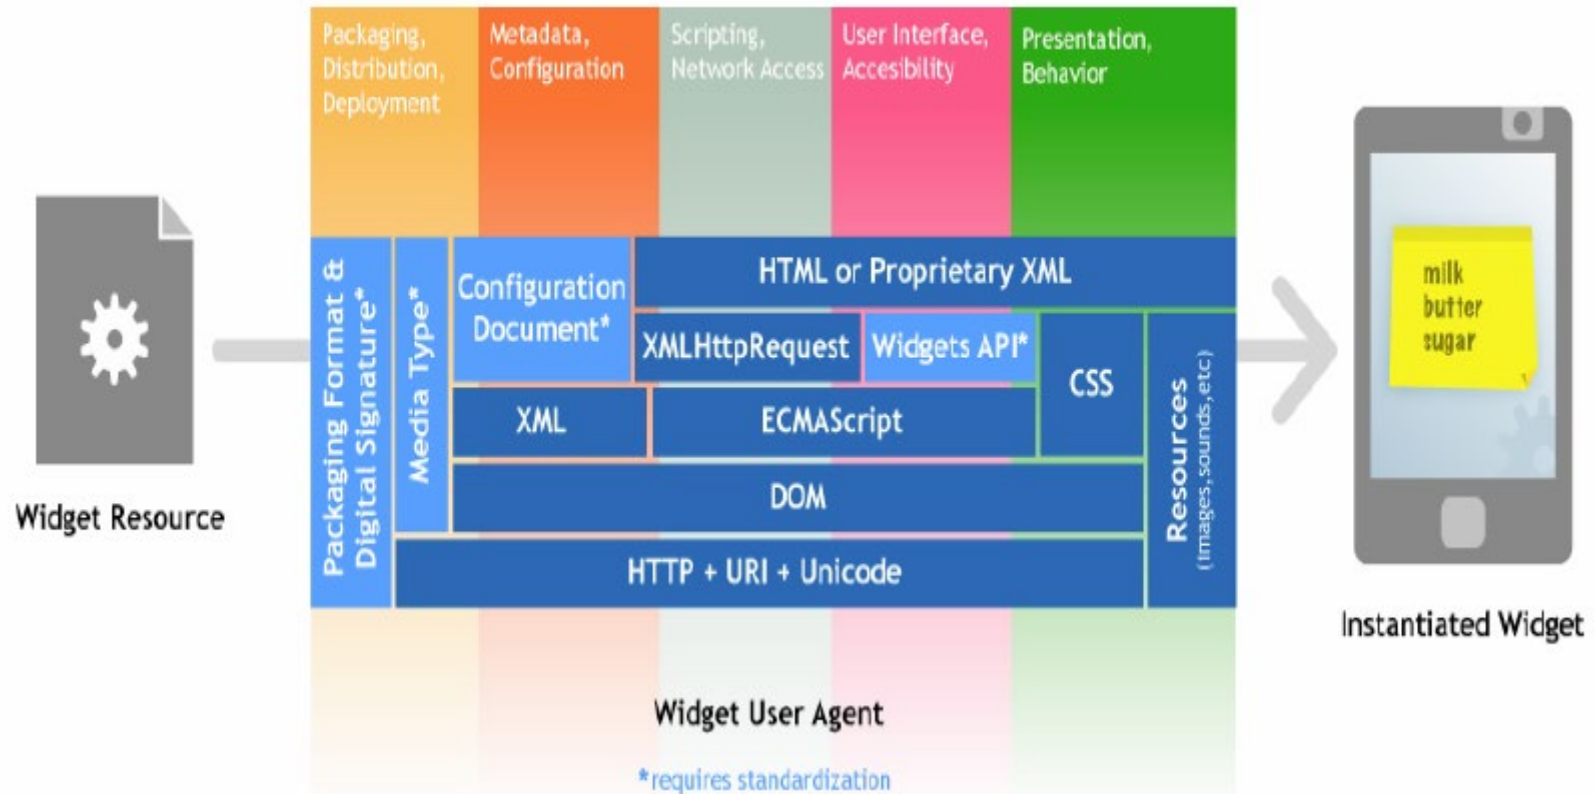 Packaging,
Distribution,
Deployment
Metadata,
Configuration
Scripting,
Network Access
User Interface,
Accesibility
Presentation,
Behavior
Packaging Format &
Digital Signature*
Media Type*
Configuration
Document*
HTML or Proprietary XML
XMLHttpRequest
Widgets API*
CSS
Resources
(images,sounds,etc)
XML
ECMAScript
DOM
HTTP + URI + Unicode
Widget Resource
milk
butter
sugar
Instantiated Widget
Widget User Agent
*requires standardization